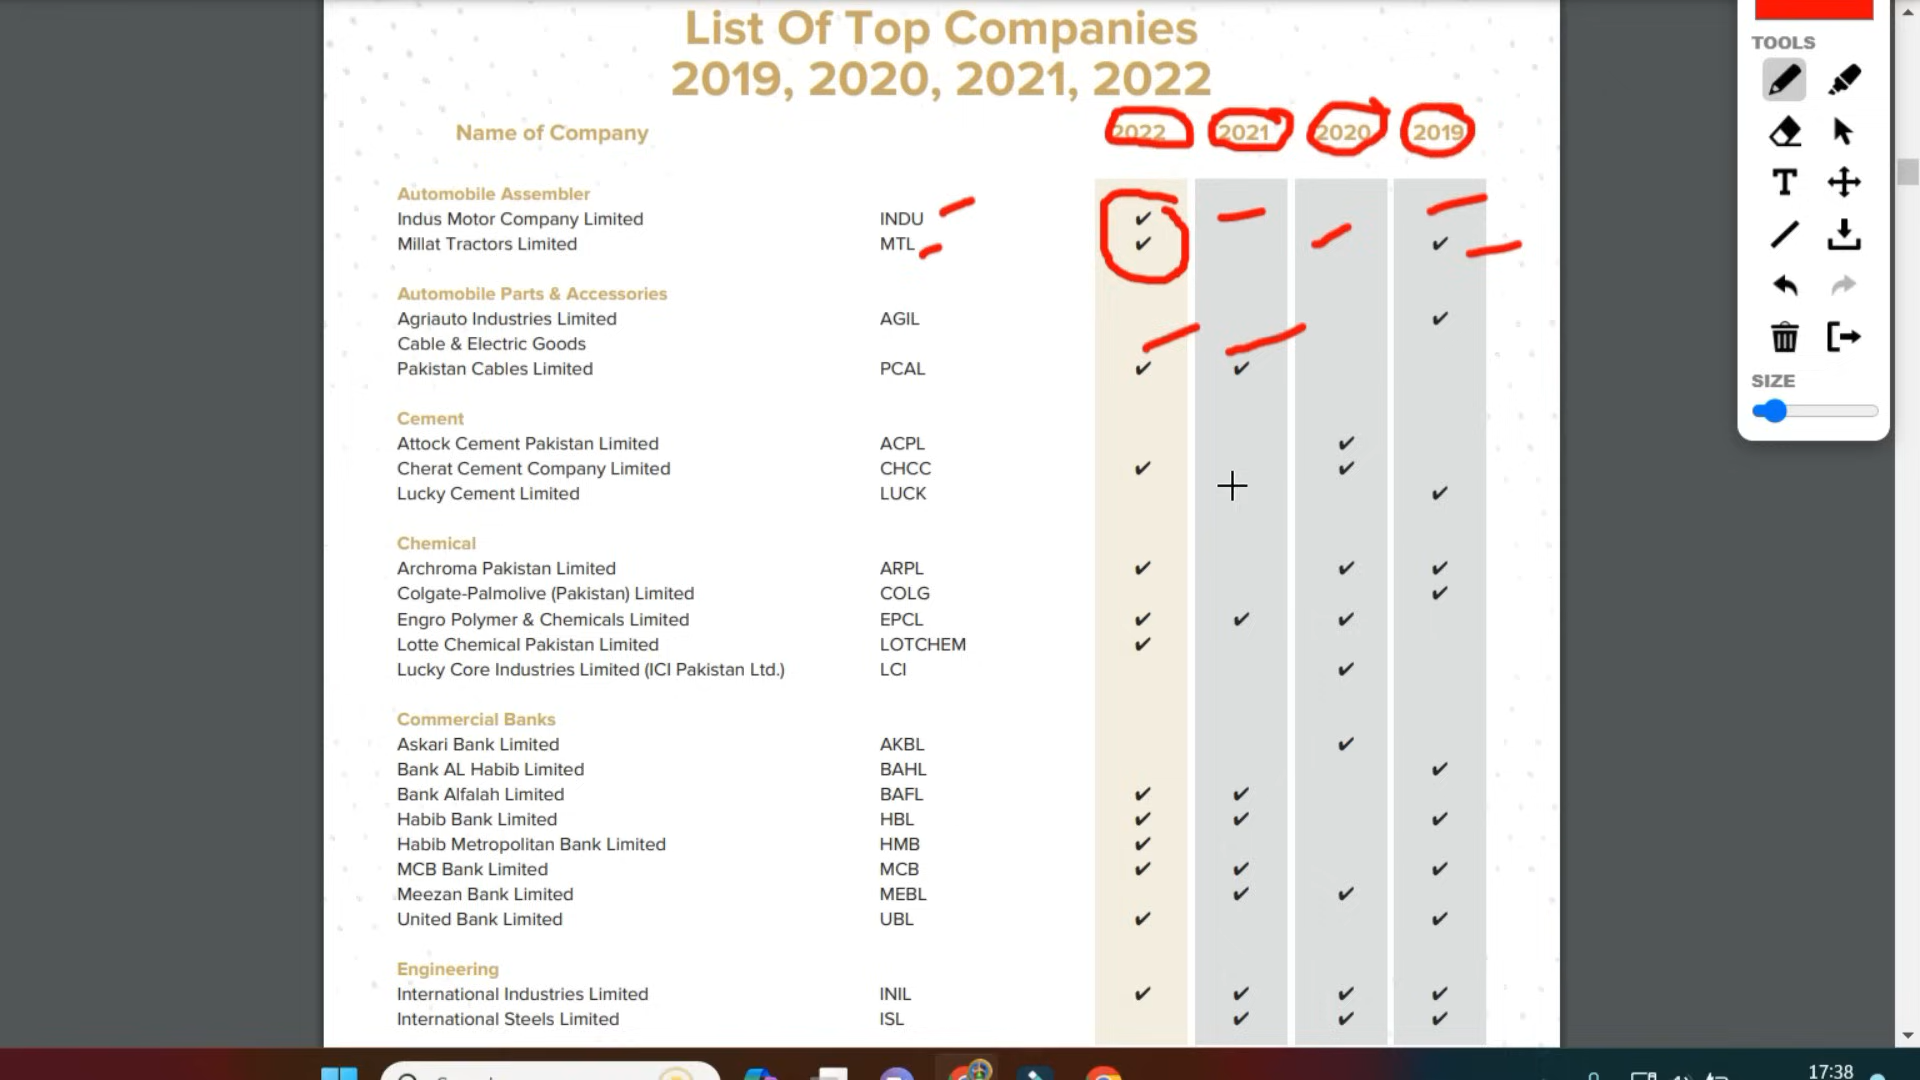 List Of Top Companies
2019, 2020, 2021, 2022
Name of Company 2022 2021 2020 2019
Automobile Assembler
Indus Motor Company Limited INDU ✔
Millat Tractors Limited MTL ✔ ✔
Automobile Parts & Accessories
Agriauto Industries Limited AGIL ✔
Cable & Electric Goods
Pakistan Cables Limited PCAL ✔ ✔
Cement
Attock Cement Pakistan Limited ACPL ✔
Cherat Cement Company Limited CHCC ✔ ✔
Lucky Cement Limited LUCK ✔
Chemical
Archroma Pakistan Limited ARPL ✔ ✔ ✔
Colgate-Palmolive (Pakistan) Limited COLG ✔
Engro Polymer & Chemicals Limited EPCL ✔ ✔ ✔
Lotte Chemical Pakistan Limited LOTCHEM ✔
Lucky Core Industries Limited (ICI Pakistan Ltd.) LCI ✔
Commercial Banks
Askari Bank Limited AKBL ✔
Bank AL Habib Limited BAHL ✔
Bank Alfalah Limited BAFL ✔ ✔
Habib Bank Limited HBL ✔ ✔ ✔
Habib Metropolitan Bank Limited HMB ✔
MCB Bank Limited MCB ✔ ✔ ✔
Meezan Bank Limited MEBL ✔ ✔
United Bank Limited UBL ✔ ✔
Engineering
International Industries Limited INIL ✔ ✔ ✔ ✔
International Steels Limited ISL ✔ ✔ ✔
TOOLS
T
SIZE
17:38